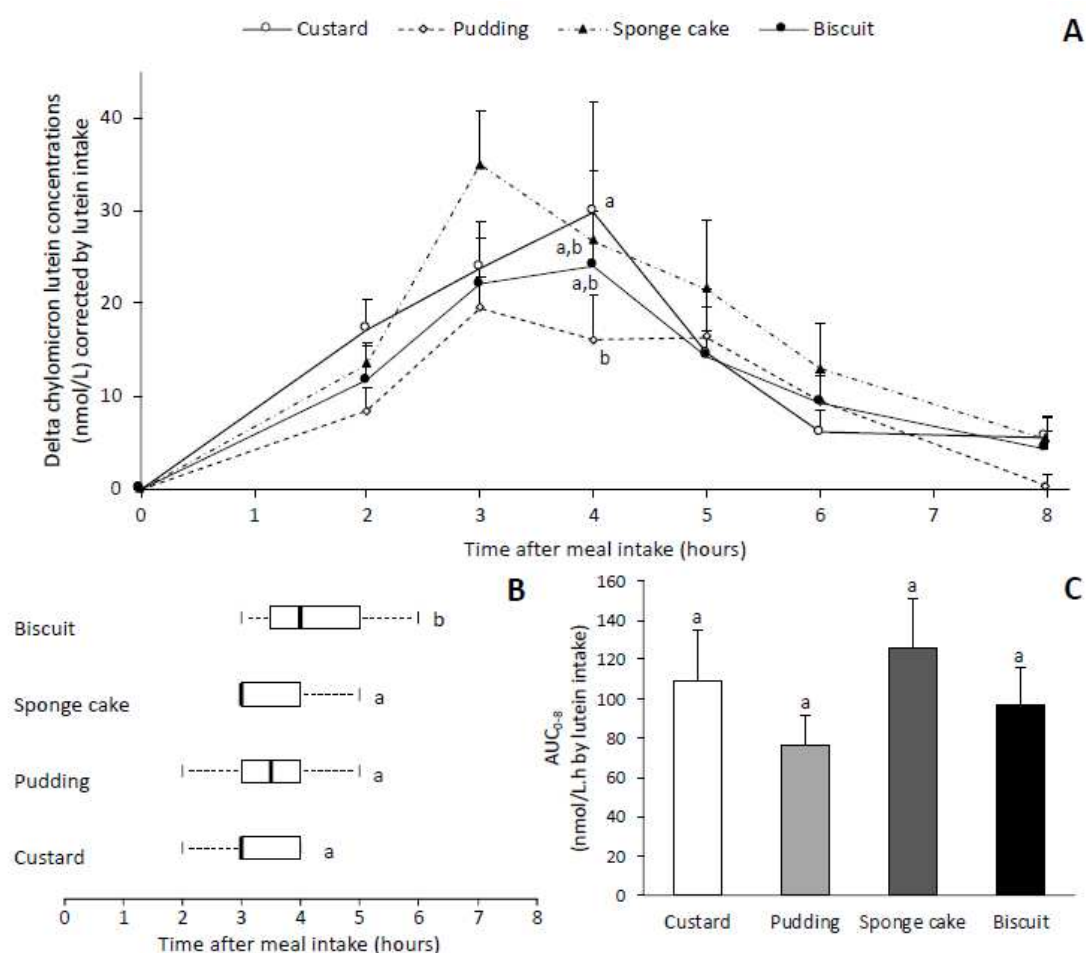 Custard Pudding Sponge cake Biscuit A
Delta chylomicron lutein concentrations
(nmol/L) corrected by lutein intake
40
30
20
10
0
0 1 2 3 4 5 6 7 8
a
a,b
a,b
b
Time after meal intake (hours)
B
Biscuit b
Sponge cake a
Pudding a
Custard a
0 1 2 3 4 5 6 7 8
Time after meal intake (hours)
C
AUC0-8
(nmol/L.h by lutein intake)
160
140
120
100
80
60
40
20
0
a a a a
Custard Pudding Sponge cake Biscuit